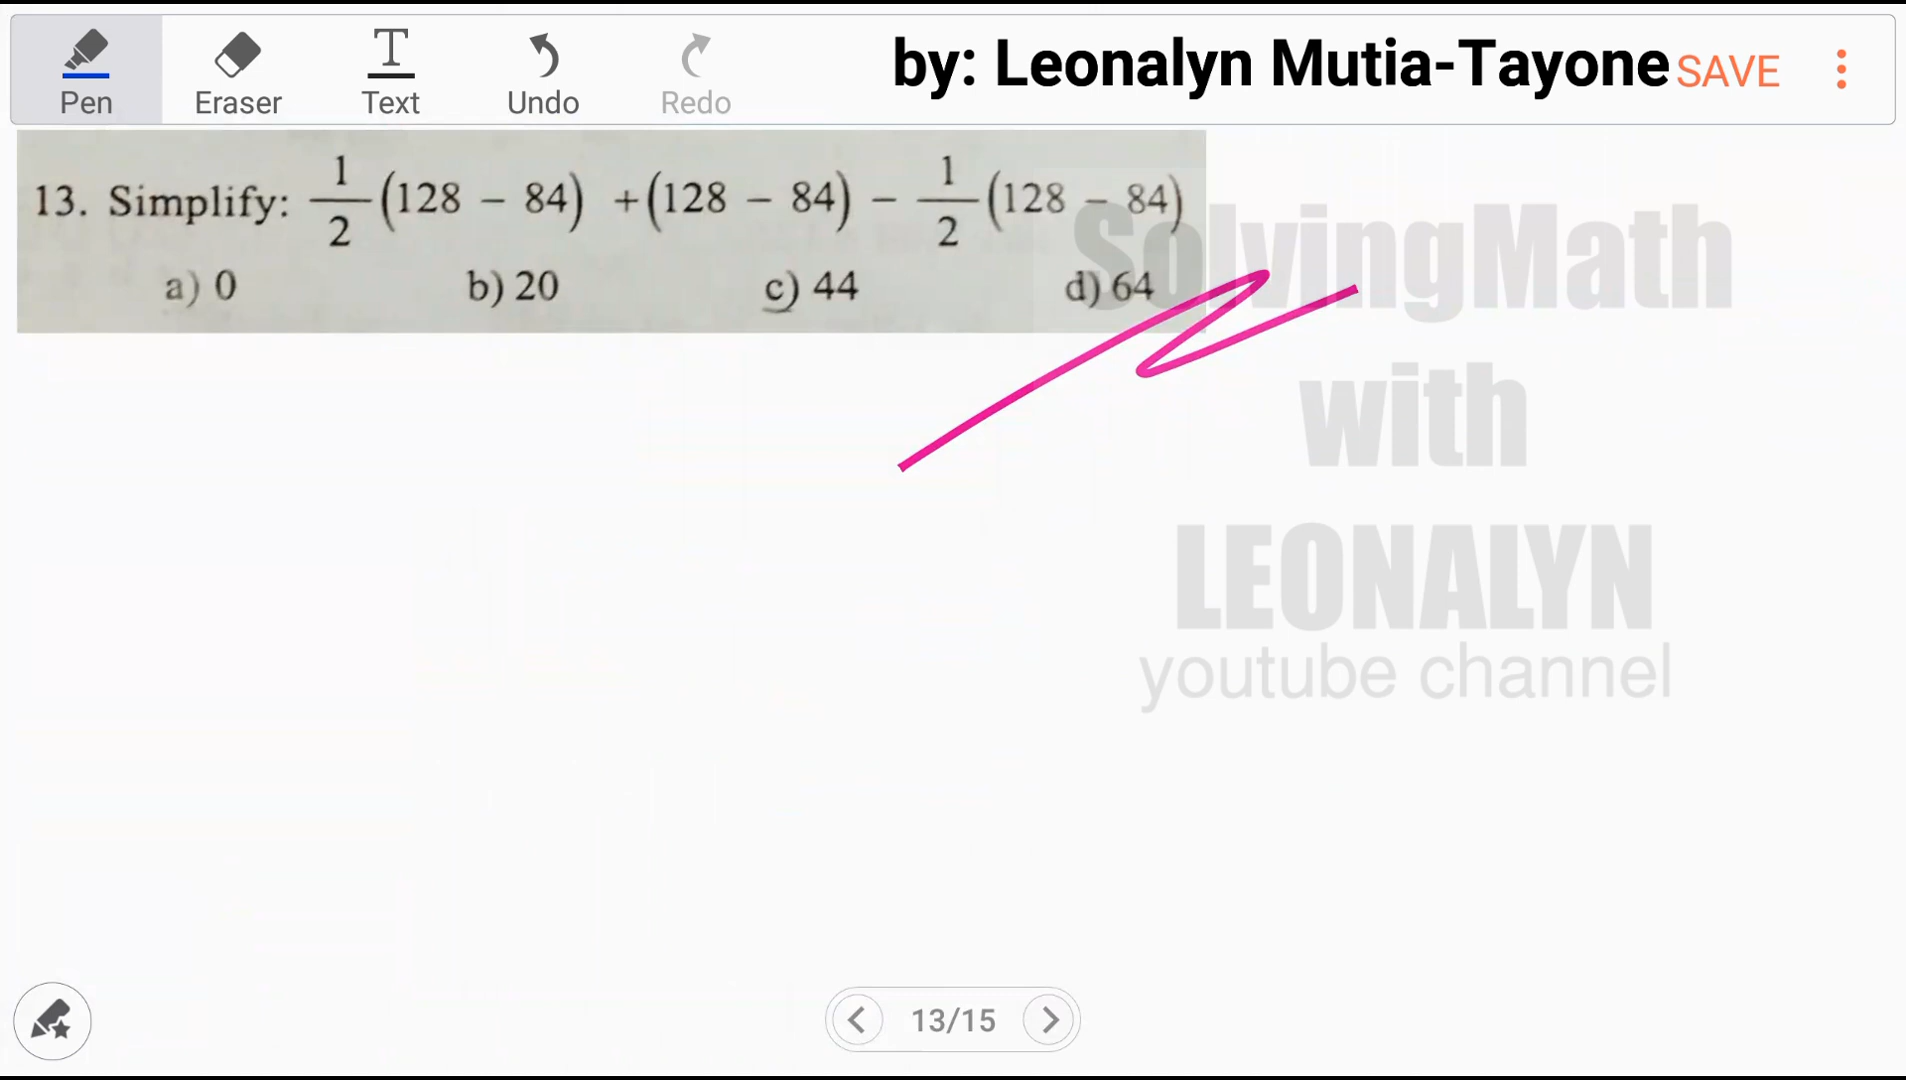 by: Leonalyn Mutia-Tayone
SAVE
Pen
Eraser
Text
Undo
Redo
13. Simplify: 1/2 (128 – 84) + (128 – 84) – 1/2 (128 – 84)
a) 0 b) 20 c) 44 d) 64
SolvingMath
with
LEONALYN
youtube channel
13/15